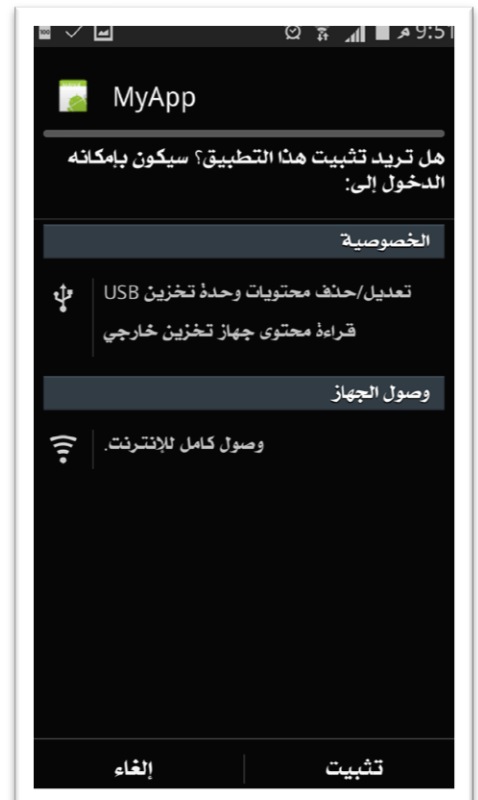 9:51 م
MyApp
هل تريد تثبيت هذا التطبيق؟ سيكون بإمكانه
الدخول إلى:
الخصوصية
تعديل/حذف محتويات وحدة تخزين USB
قراءة محتوى جهاز تخزين خارجي
وصول الجهاز
وصول كامل للإنترنت.
إلغاء
تثبيت